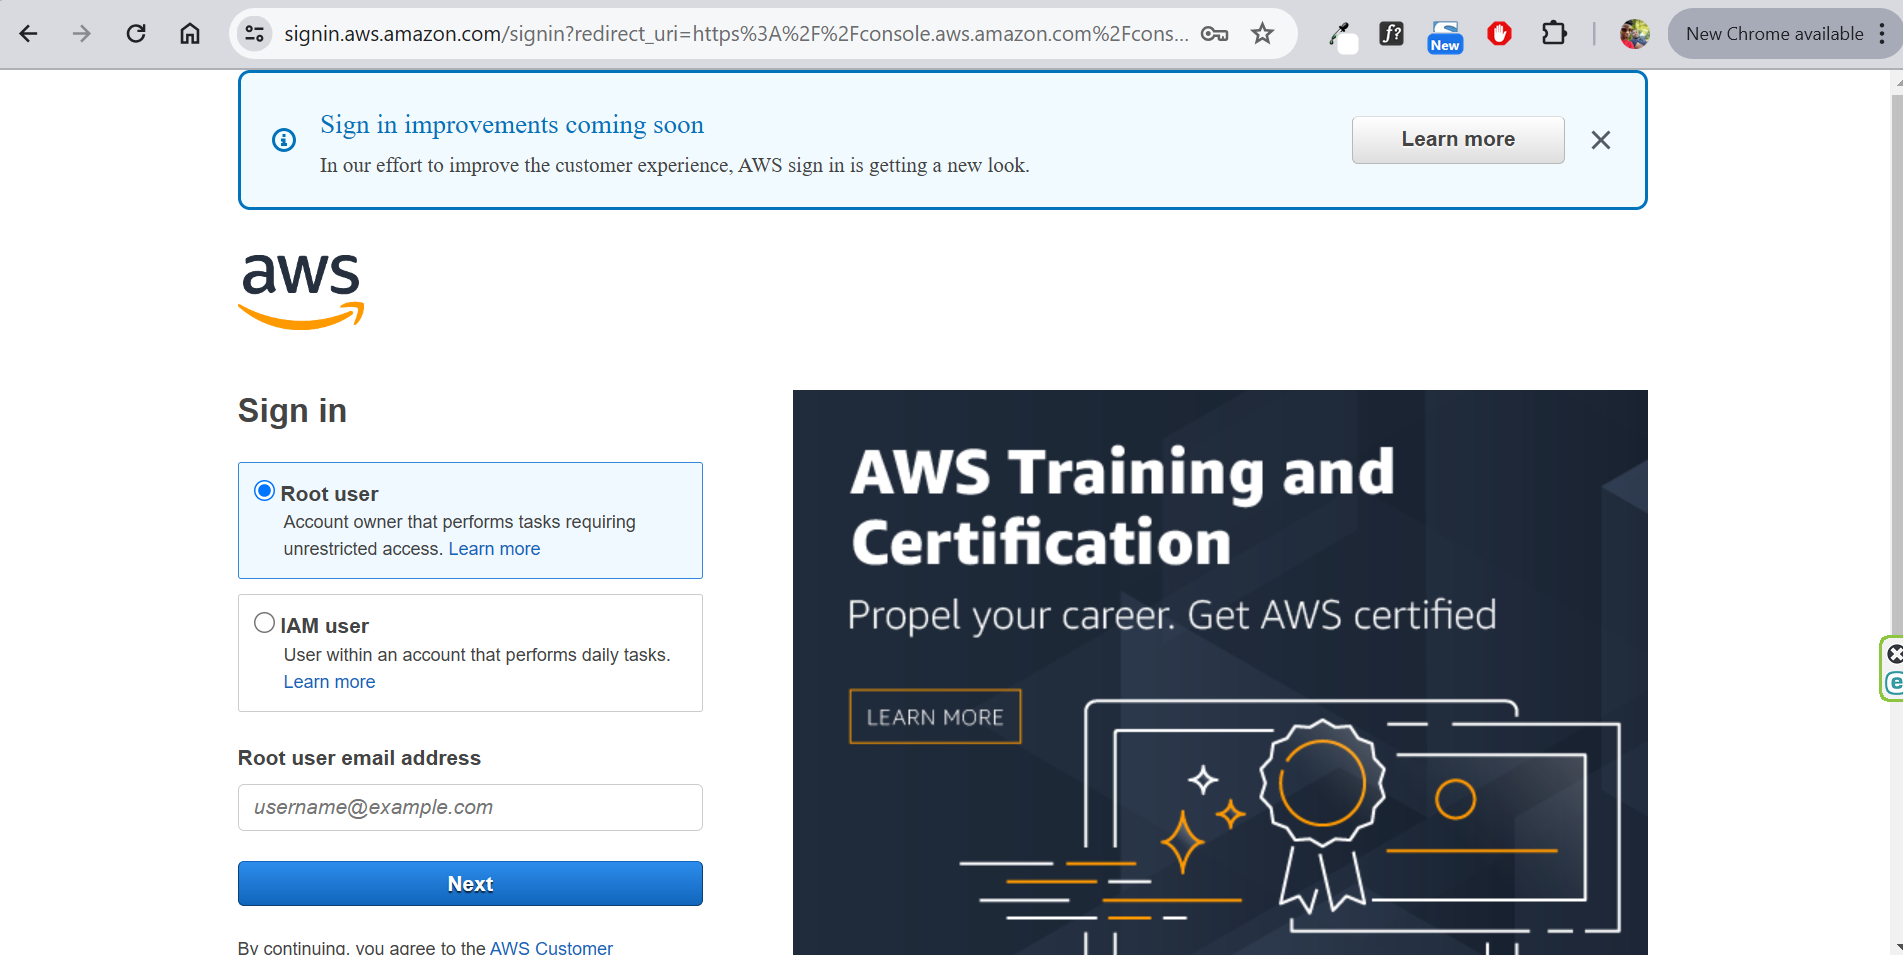 signin.aws.amazon.com/signin?redirect_uri=https%3A%2F%2Fconsole.aws.amazon.com%2Fcons...
f?
New
New Chrome available
Sign in improvements coming soon
In our effort to improve the customer experience, AWS sign in is getting a new look.
Learn more
aws
Sign in
Root user
Account owner that performs tasks requiring
unrestricted access. Learn more
IAM user
User within an account that performs daily tasks.
Learn more
Root user email address
username@example.com
Next
By continuing, you agree to the AWS Customer
AWS Training and
Certification
Propel your career. Get AWS certified
LEARN MORE
e